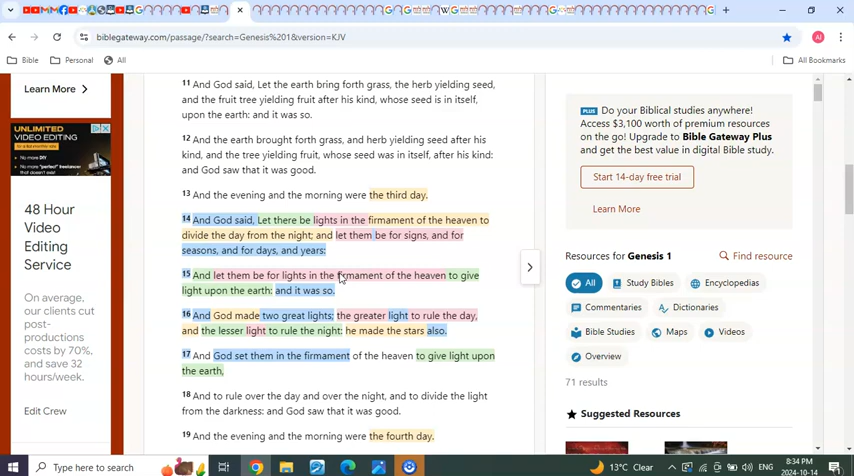 biblegateway.com/passage/?search=Genesis%201&version=KJV
Bible
Personal
All
All Bookmarks
Learn More
UNLIMITED
VIDEO EDITING
48 Hour
Video
Editing
Service
On average,
our clients cut
post-
productions
costs by 70%,
and save 32
hours/week.
Edit Crew
11 And God said, Let the earth bring forth grass, the herb yielding seed,
and the fruit tree yielding fruit after his kind, whose seed is in itself,
upon the earth: and it was so.
12 And the earth brought forth grass, and herb yielding seed after his
kind, and the tree yielding fruit, whose seed was in itself, after his kind:
and God saw that it was good.
13 And the evening and the morning were the third day.
14 And God said, Let there be lights in the firmament of the heaven to
divide the day from the night; and let them be for signs, and for
seasons, and for days, and years:
15 And let them be for lights in the firmament of the heaven to give
light upon the earth: and it was so.
16 And God made two great lights; the greater light to rule the day,
and the lesser light to rule the night: he made the stars also.
17 And God set them in the firmament of the heaven to give light upon
the earth,
18 And to rule over the day and over the night, and to divide the light
from the darkness: and God saw that it was good.
19 And the evening and the morning were the fourth day.
PLUS Do your Biblical studies anywhere!
Access $3,100 worth of premium resources
on the go! Upgrade to Bible Gateway Plus
and get the best value in digital Bible study.
Start 14-day free trial
Learn More
Resources for Genesis 1
Find resource
All
Study Bibles
Encyclopedias
Commentaries
Dictionaries
Bible Studies
Maps
Videos
Overview
71 results
Suggested Resources
Type here to search
13°C Clear
ENG
8:34 PM
2024-10-14